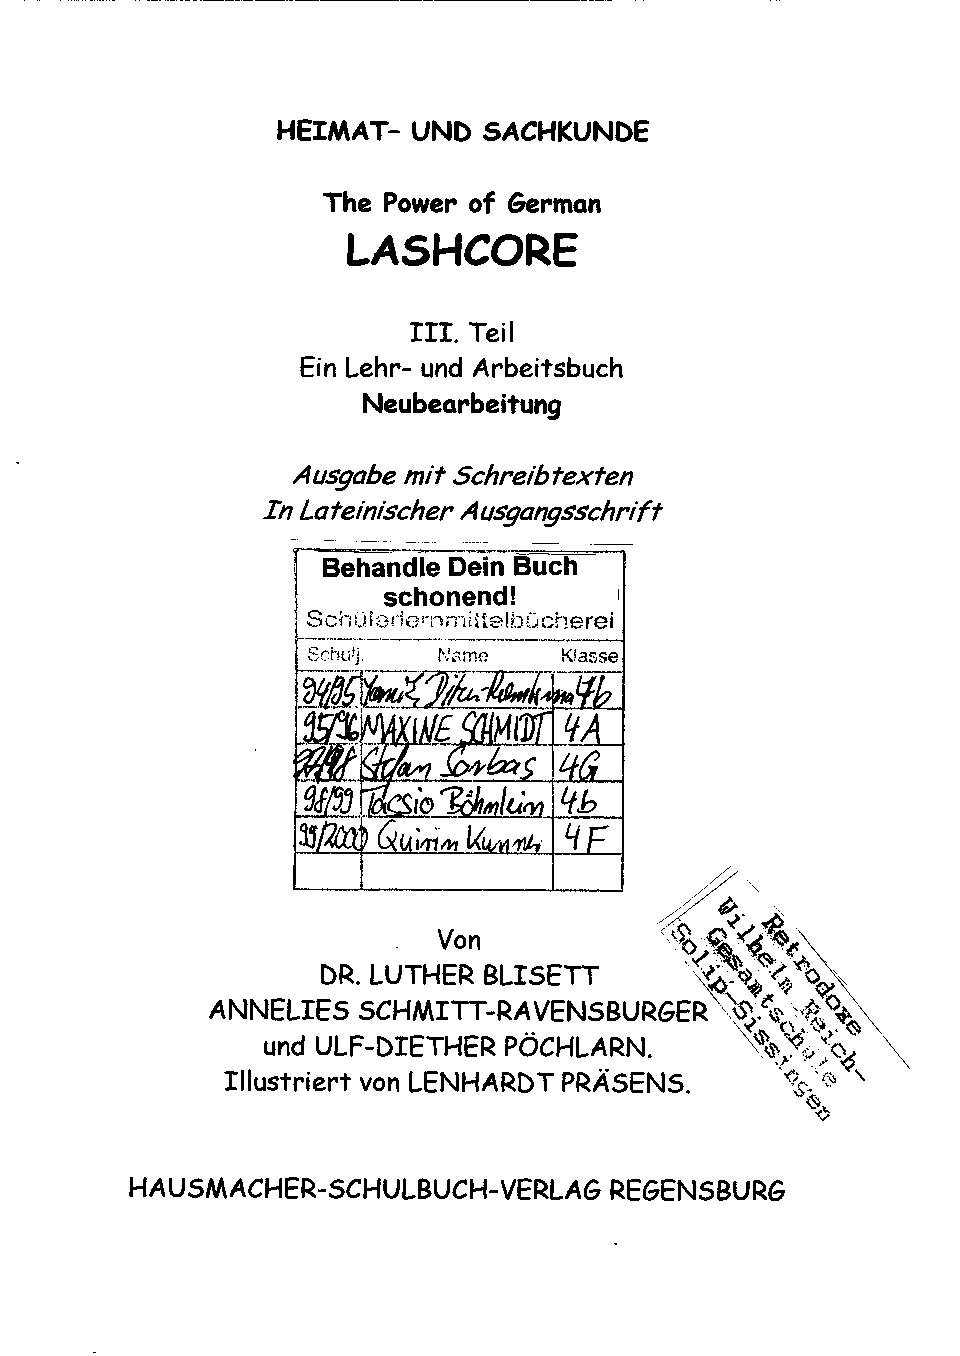 HEIMAT- UND SACHKUNDE
The Power of German
LASHCORE
III. Teil
Ein Lehr- und Arbeitsbuch
Neubearbeitung
Ausgabe mit Schreibtexten
In Lateinischer Ausgangsschrift
Behandle Dein Buch
schonend!
Schülerlernmittelbücherei
Schulj. Name Klasse
94/95 4b
95/96 MAXINE SCHMIDT 4A
97/98 Stefan Sorbas 4G
98/99 Tacsio Böhmlein 4b
99/2000 Quirin 4F
Von
DR. LUTHER BLISETT
ANNELIES SCHMITT-RAVENSBURGER
und ULF-DIETHER PÖCHLARN.
Illustriert von LENHARDT PRÄSENS.
Retrodoxe
Wilhelm-Reich-
Gesamtschule
Solip-Sissingen
HAUSMACHER-SCHULBUCH-VERLAG REGENSBURG